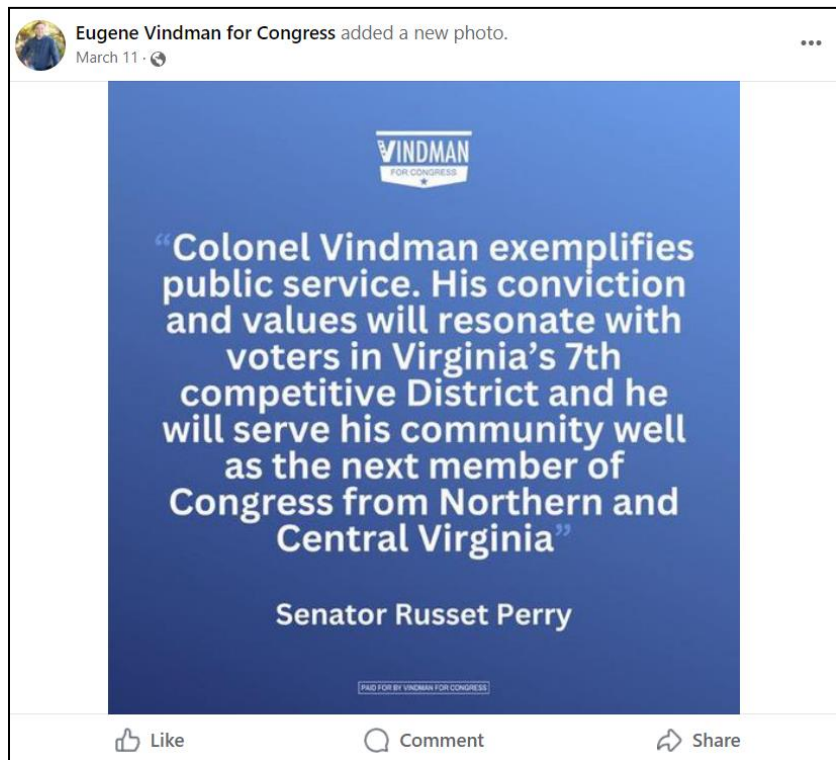 Eugene Vindman for Congress added a new photo.
March 11 ·
VINDMAN
FOR CONGRESS
“Colonel Vindman exemplifies
public service. His conviction
and values will resonate with
voters in Virginia’s 7th
competitive District and he
will serve his community well
as the next member of
Congress from Northern and
Central Virginia”
Senator Russet Perry
PAID FOR BY VINDMAN FOR CONGRESS
Like Comment Share